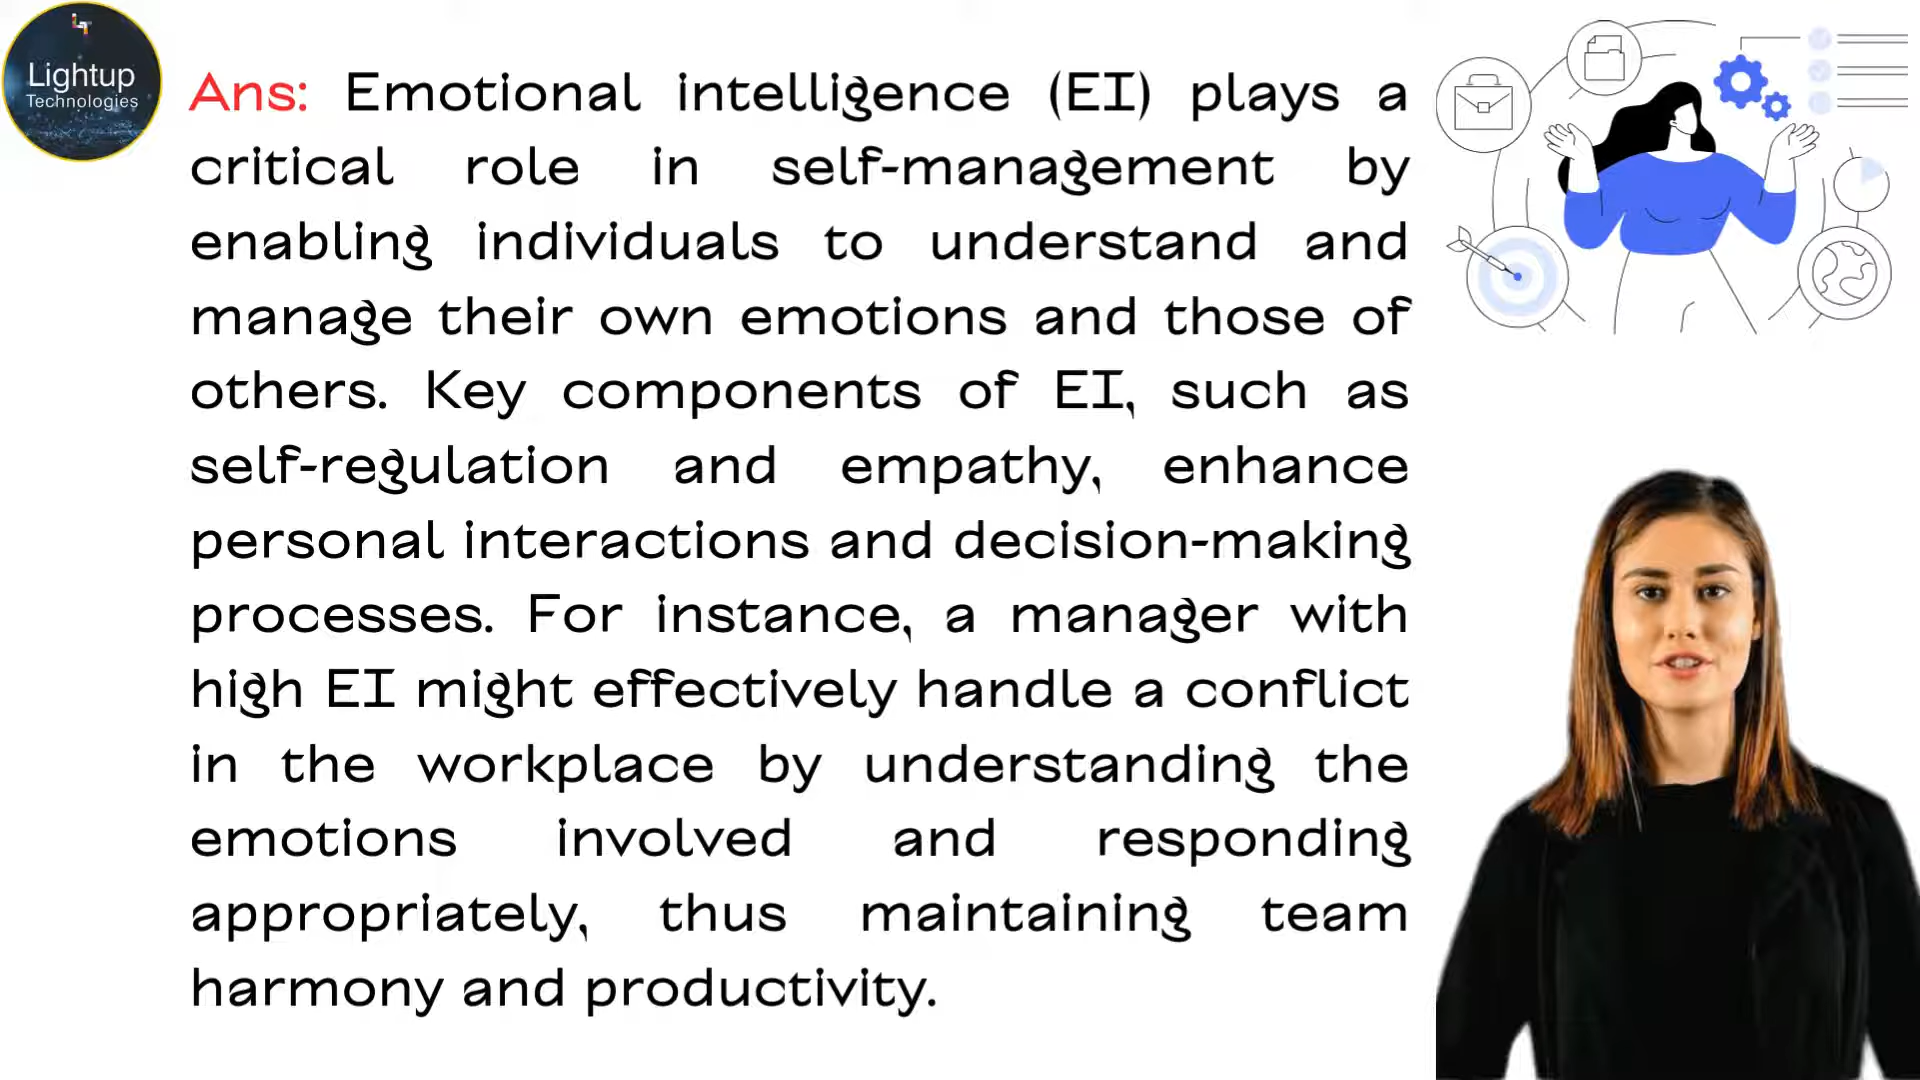 Lightup
Technologies
Ans: Emotional intelligence (EI) plays a
critical role in self-management by
enabling individuals to understand and
manage their own emotions and those of
others. Key components of EI, such as
self-regulation and empathy, enhance
personal interactions and decision-making
processes. For instance, a manager with
high EI might effectively handle a conflict
in the workplace by understanding the
emotions involved and responding
appropriately, thus maintaining team
harmony and productivity.